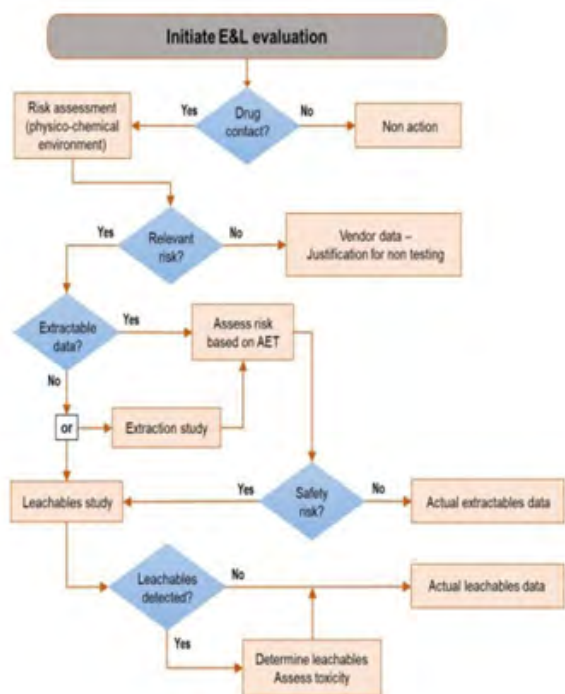 Initiate E&L evaluation
Risk assessment
(physico-chemical
environment)
Yes
Drug
contact?
No
Non action
Yes
Relevant
risk?
No
Vendor data –
Justification for non testing
Extractable
data?
Yes
Assess risk
based on AET
No
or
Extraction study
Leachables study
Yes
Safety
risk?
No
Actual extractables data
Leachables
detected?
No
Actual leachables data
Yes
Determine leachables
Assess toxicity